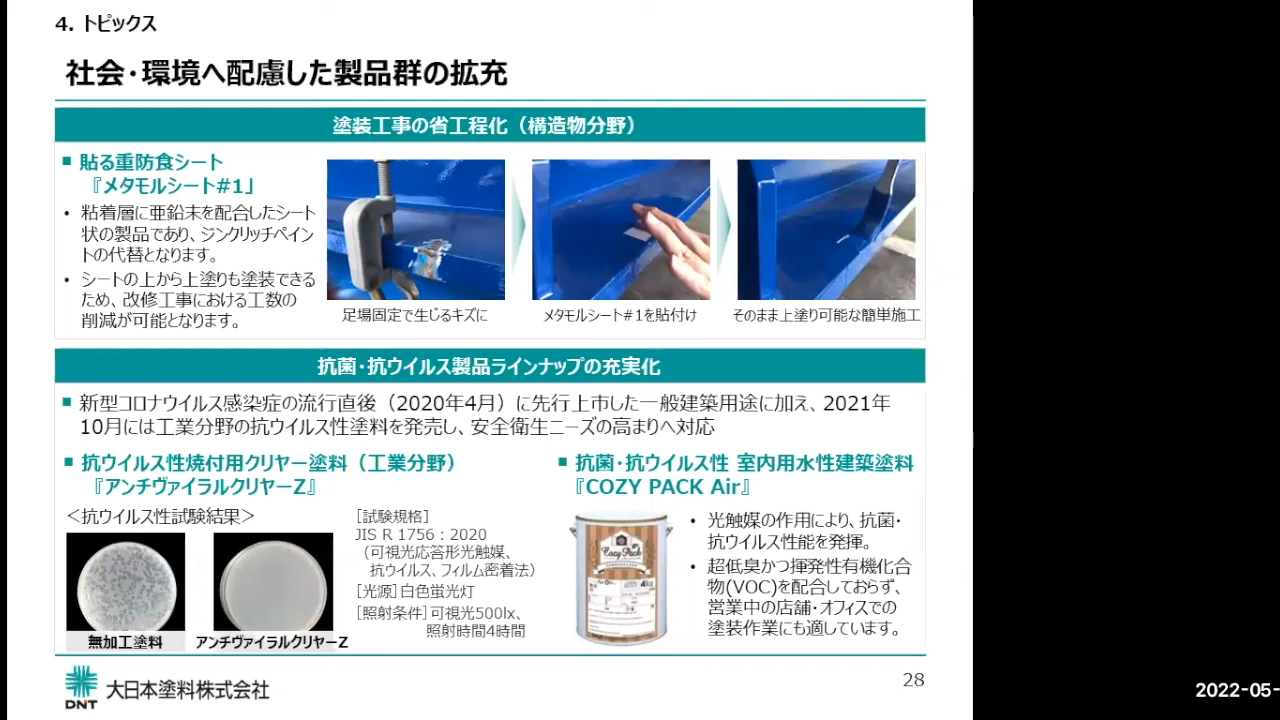 4. トピックス
社会・環境へ配慮した製品群の拡充
塗装工事の省工程化（構造物分野）
■ 貼る重防食シート
『メタモルシート#1」
• 粘着層に亜鉛末を配合したシート
状の製品であり、ジンクリッチペイン
トの代替となります。
• シートの上から上塗りも塗装できる
ため、改修工事における工数の
削減が可能となります。
足場固定で生じるキズに
メタモルシート#1を貼付け
そのまま上塗り可能な簡単施工
抗菌・抗ウイルス製品ラインナップの充実化
■ 新型コロナウイルス感染症の流行直後（2020年4月）に先行上市した一般建築用途に加え、2021年
10月には工業分野の抗ウイルス性塗料を発売し、安全衛生ニーズの高まりへ対応
■ 抗ウイルス性焼付用クリヤー塗料（工業分野）
『アンチヴァイラルクリヤーZ』
＜抗ウイルス性試験結果＞
無加工塗料
アンチヴァイラルクリヤーZ
［試験規格］
JIS R 1756：2020
（可視光応答形光触媒、
抗ウイルス、フィルム密着法）
［光源］白色蛍光灯
［照射条件］可視光500lx、
照射時間4時間
■ 抗菌・抗ウイルス性 室内用水性建築塗料
『COZY PACK Air』
Cozy Pack
4kg
• 光触媒の作用により、抗菌・
抗ウイルス性能を発揮。
• 超低臭かつ揮発性有機化合
物(VOC)を配合しておらず、
営業中の店舗・オフィスでの
塗装作業にも適しています。
DNT
大日本塗料株式会社
28
2022-05-